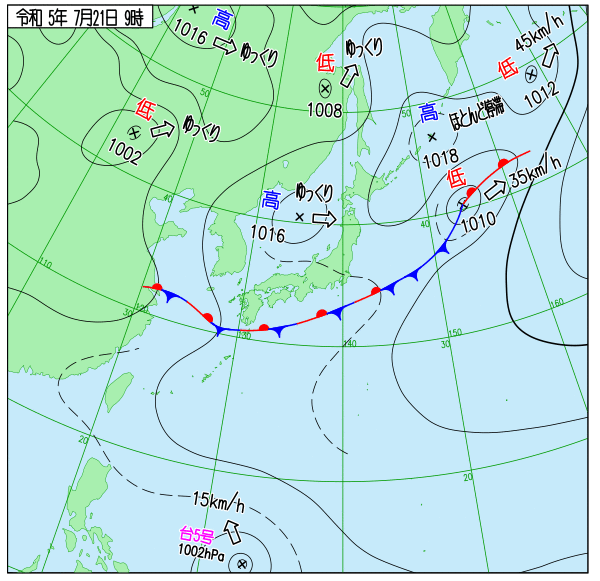 令和 5年 7月21日 9時
高
1016
ゆっくり
低
1008
ゆっくり
低
1012
45km/h
低
1002
ゆっくり
高
1018
ほとんど停滞
高
1016
ゆっくり
低
1010
35km/h
50
50
40
40
110
120
30
130
140
150
30
160
20
20
15km/h
台5号
1002hPa